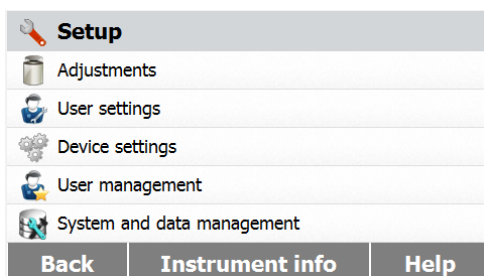 Setup
Adjustments
User settings
Device settings
User management
System and data management
Back Instrument info Help